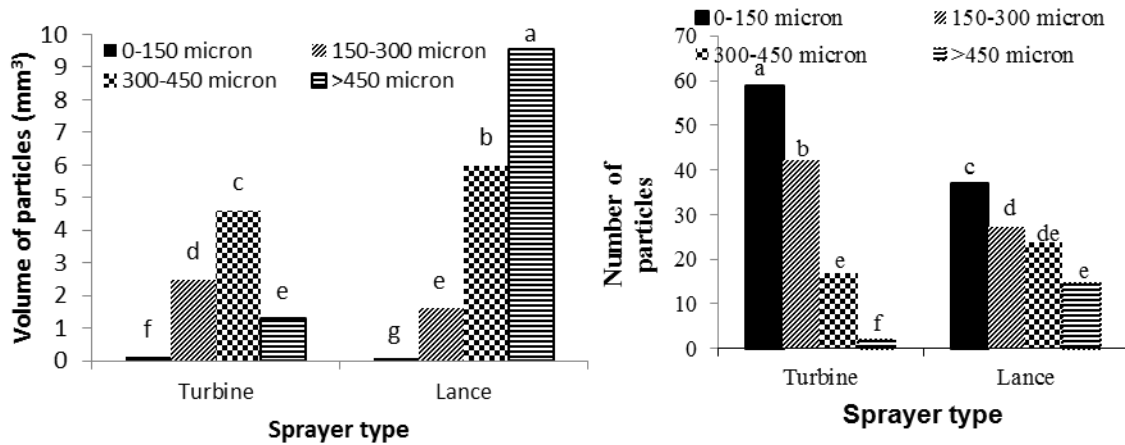 0-150 micron 150-300 micron
300-450 micron >450 micron
Volume of particles (mm³)
10
9
8
7
6
5
4
3
2
1
0
f
d
c
e
g
e
b
a
Turbine Lance
Sprayer type
0-150 micron 150-300 micron
300-450 micron >450 micron
Number of
particles
70
60
50
40
30
20
10
0
a
b
e
f
c
d
de
e
Turbine Lance
Sprayer type